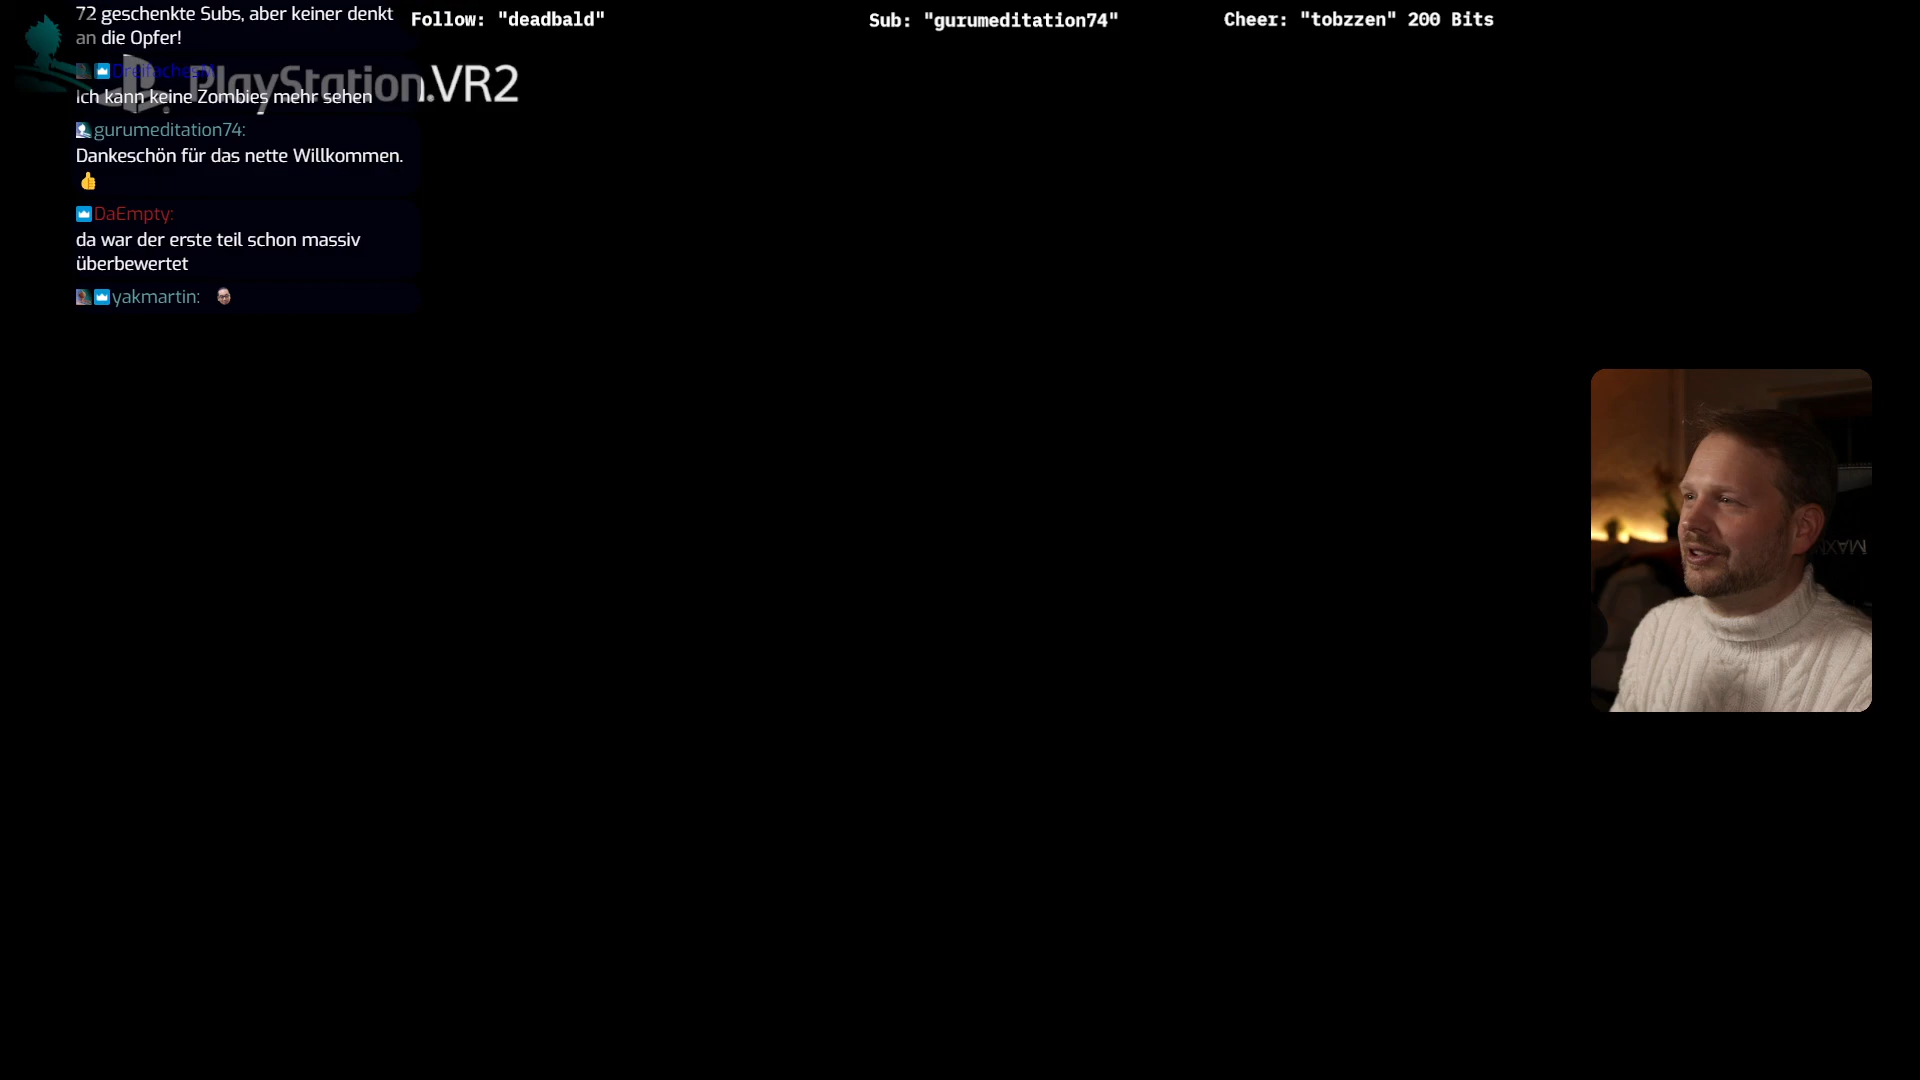 72 geschenkte Subs, aber keiner denkt
an die Opfer!
Follow: "deadbald"
Sub: "gurumeditation74"
Cheer: "tobzzen" 200 Bits
PlayStation.VR2
Ich kann keine Zombies mehr sehen
gurumeditation74:
Dankeschön für das nette Willkommen.
DaEmpty:
da war der erste teil schon massiv
überbewertet
yakmartin: